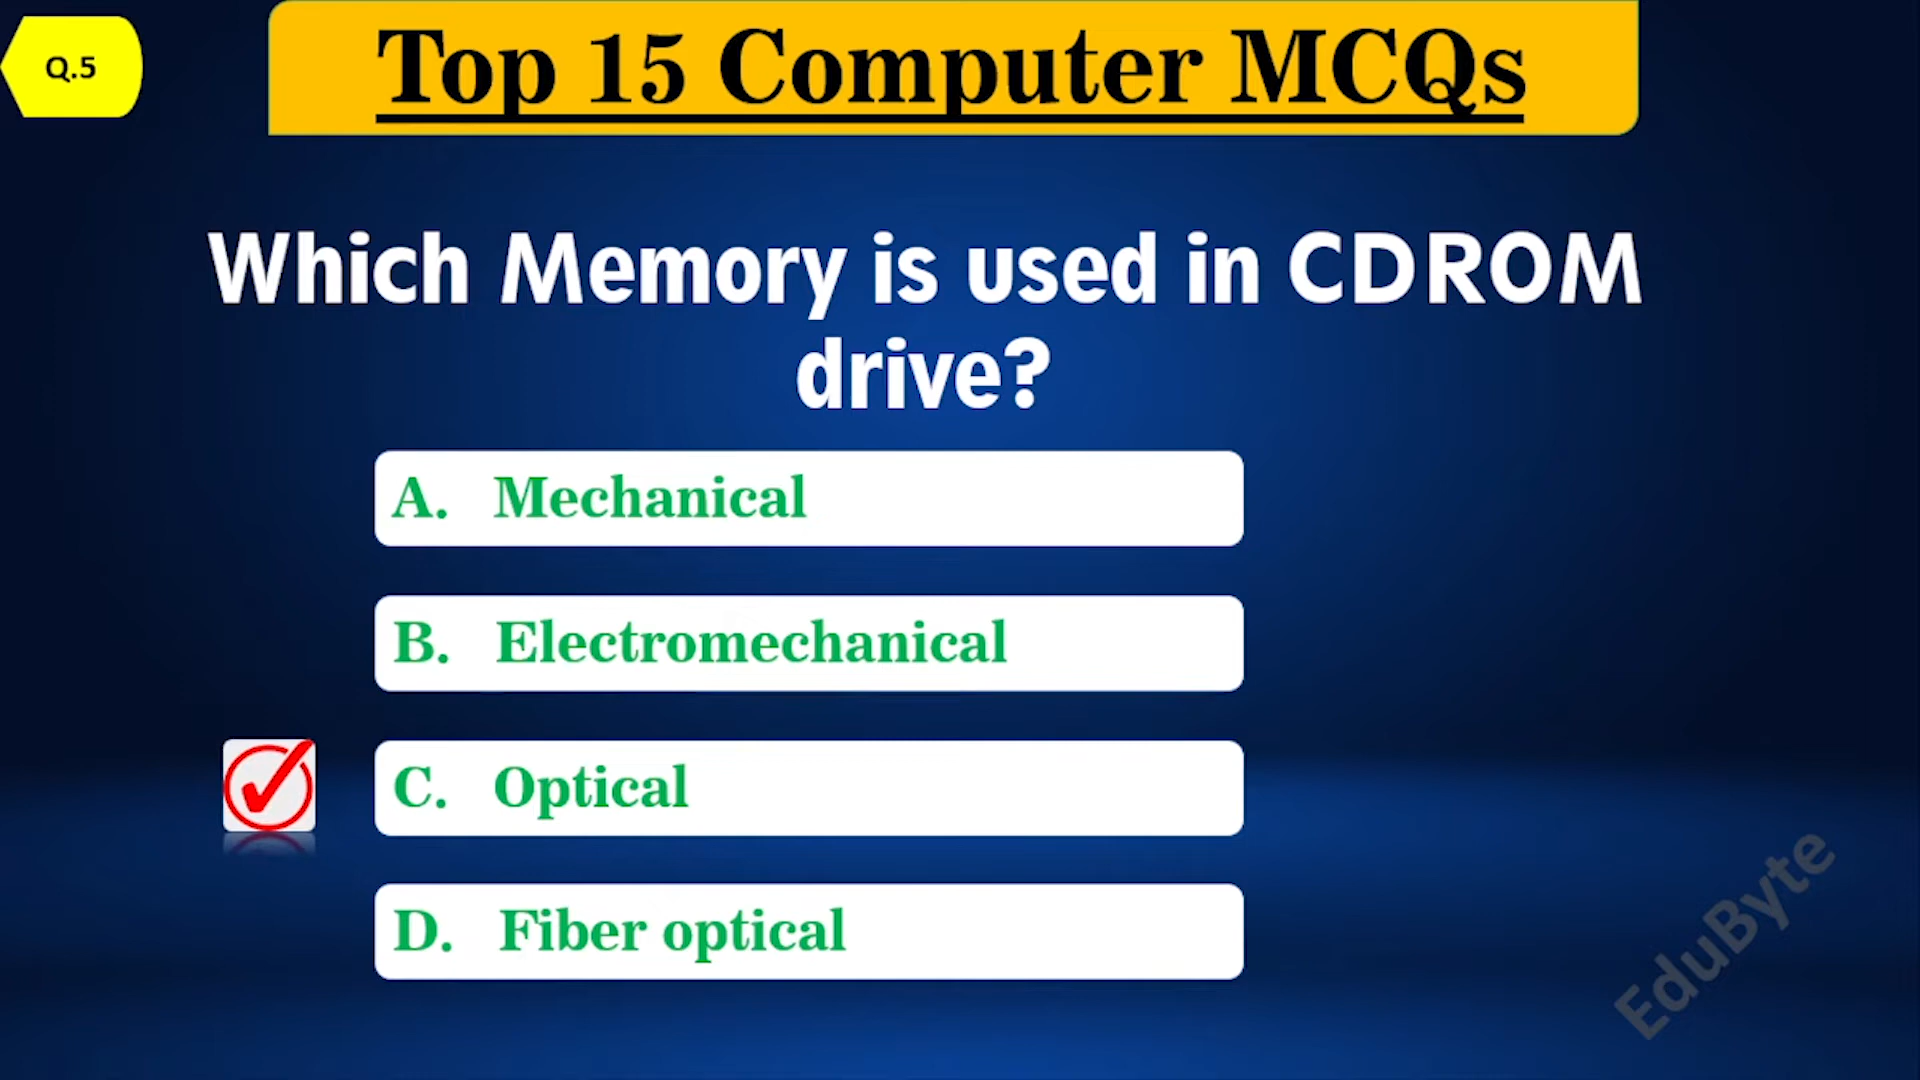 Q.5
Top 15 Computer MCQs
Which Memory is used in CDROM
drive?
A. Mechanical
B. Electromechanical
C. Optical
D. Fiber optical
EduByte